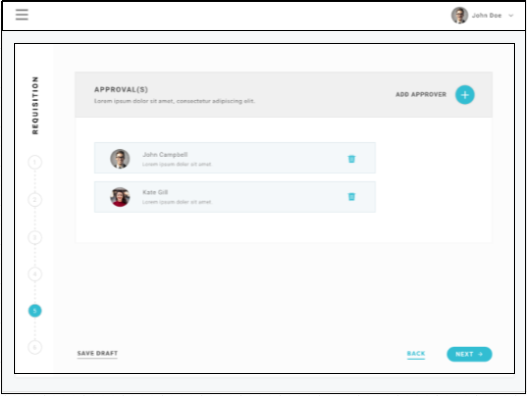 John Doe
REQUISITION
APPROVAL(S)
Lorem ipsum dolor sit amet, consectetur adipiscing elit.
ADD APPROVER +
John Campbell
Lorem ipsum dolor sit amet.
Kate Gill
Lorem ipsum dolor sit amet.
1
2
3
4
5
6
SAVE DRAFT
BACK
NEXT